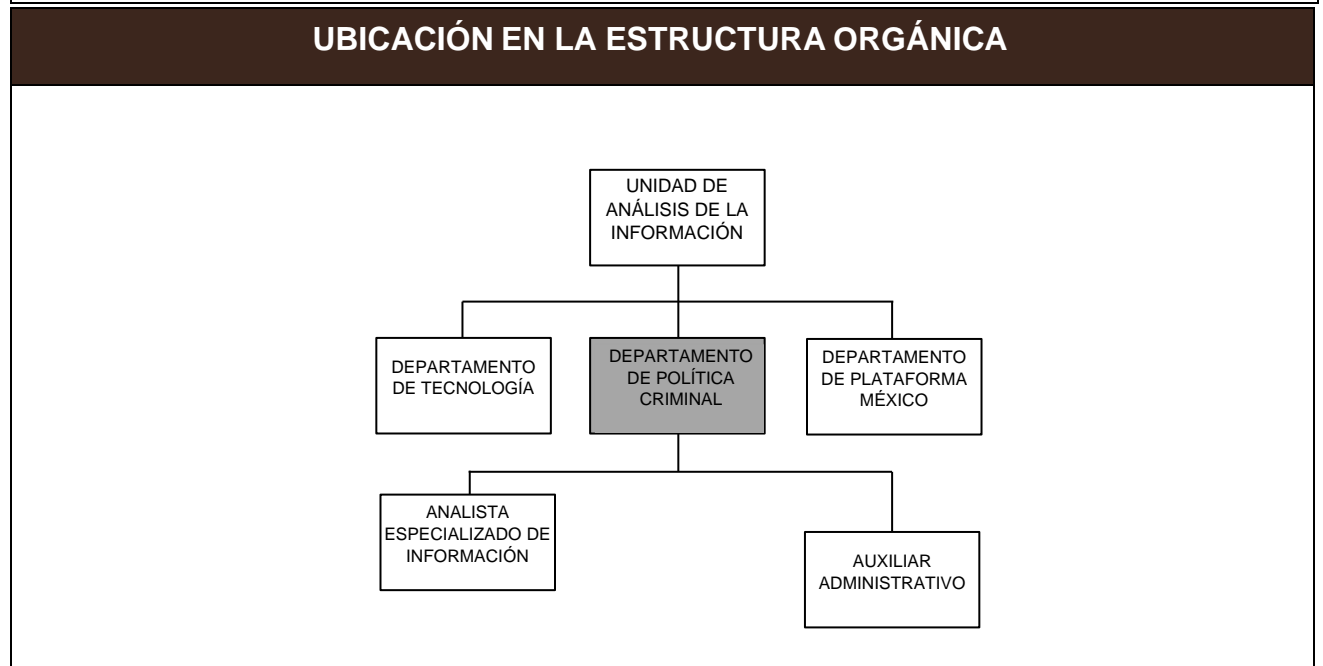 UBICACIÓN EN LA ESTRUCTURA ORGÁNICA
UNIDAD DE
ANÁLISIS DE LA
INFORMACIÓN
DEPARTAMENTO
DE TECNOLOGÍA
DEPARTAMENTO
DE POLÍTICA
CRIMINAL
DEPARTAMENTO
DE PLATAFORMA
MÉXICO
ANALISTA
ESPECIALIZADO DE
INFORMACIÓN
AUXILIAR
ADMINISTRATIVO